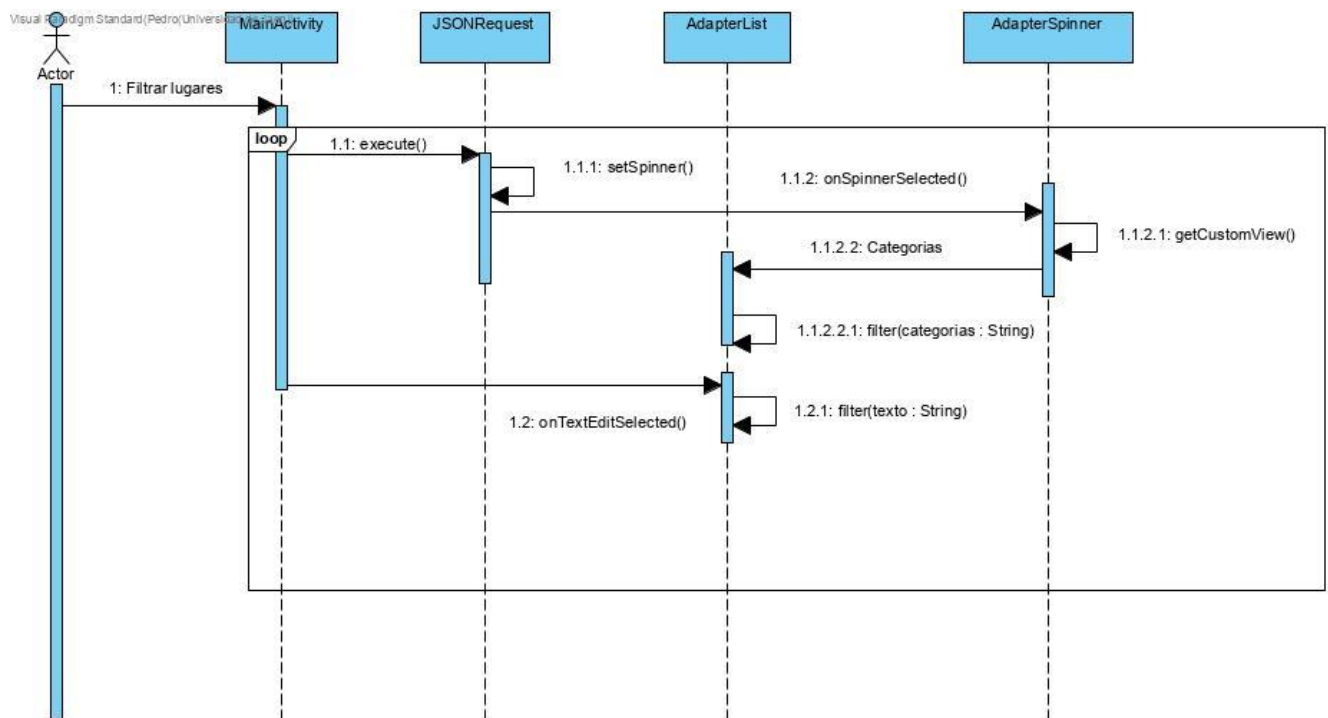 Visual Paradigm Standard(Pedro(Universidad
MainActivity
JSONRequest
AdapterList
AdapterSpinner
Actor
1: Filtrar lugares
loop
1.1: execute()
1.1.1: setSpinner()
1.1.2: onSpinnerSelected()
1.1.2.1: getCustomView()
1.1.2.2: Categorias
1.1.2.2.1: filter(categorias : String)
1.2.1: filter(texto : String)
1.2: onTextEditSelected()